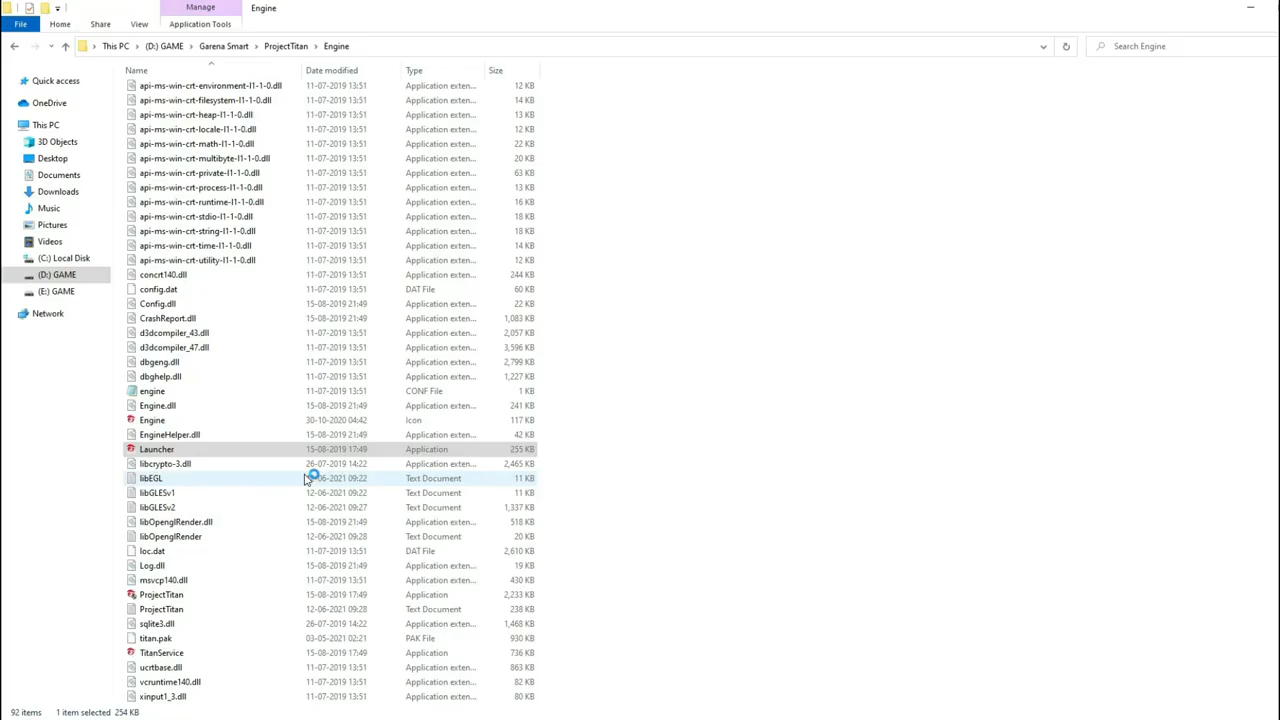 Manage
Engine
File Home Share View Application Tools
This PC (D:) GAME Garena Smart ProjectTitan Engine
Search Engine
Name Date modified Type Size
Quick access
OneDrive
This PC
3D Objects
Desktop
Documents
Downloads
Music
Pictures
Videos
(C:) Local Disk
(D:) GAME
(E:) GAME
Network
api-ms-win-crt-environment-l1-1-0.dll 11-07-2019 13:51 Application exten... 12 KB
api-ms-win-crt-filesystem-l1-1-0.dll 11-07-2019 13:51 Application exten... 14 KB
api-ms-win-crt-heap-l1-1-0.dll 11-07-2019 13:51 Application exten... 13 KB
api-ms-win-crt-locale-l1-1-0.dll 11-07-2019 13:51 Application exten... 12 KB
api-ms-win-crt-math-l1-1-0.dll 11-07-2019 13:51 Application exten... 22 KB
api-ms-win-crt-multibyte-l1-1-0.dll 11-07-2019 13:51 Application exten... 20 KB
api-ms-win-crt-private-l1-1-0.dll 11-07-2019 13:51 Application exten... 63 KB
api-ms-win-crt-process-l1-1-0.dll 11-07-2019 13:51 Application exten... 13 KB
api-ms-win-crt-runtime-l1-1-0.dll 11-07-2019 13:51 Application exten... 16 KB
api-ms-win-crt-stdio-l1-1-0.dll 11-07-2019 13:51 Application exten... 18 KB
api-ms-win-crt-string-l1-1-0.dll 11-07-2019 13:51 Application exten... 18 KB
api-ms-win-crt-time-l1-1-0.dll 11-07-2019 13:51 Application exten... 14 KB
api-ms-win-crt-utility-l1-1-0.dll 11-07-2019 13:51 Application exten... 12 KB
concrt140.dll 11-07-2019 13:51 Application exten... 244 KB
config.dat 11-07-2019 13:51 DAT File 60 KB
Config.dll 15-08-2019 21:49 Application exten... 22 KB
CrashReport.dll 15-08-2019 21:49 Application exten... 1,083 KB
d3dcompiler_43.dll 11-07-2019 13:51 Application exten... 2,057 KB
d3dcompiler_47.dll 11-07-2019 13:51 Application exten... 3,596 KB
dbgeng.dll 11-07-2019 13:51 Application exten... 2,799 KB
dbghelp.dll 11-07-2019 13:51 Application exten... 1,227 KB
engine 11-07-2019 13:51 CONF File 1 KB
Engine.dll 15-08-2019 21:49 Application exten... 241 KB
Engine 30-10-2020 04:42 Icon 117 KB
EngineHelper.dll 15-08-2019 21:49 Application exten... 42 KB
Launcher 15-08-2019 17:49 Application 255 KB
libcrypto-3.dll 26-07-2019 14:22 Application exten... 2,465 KB
libEGL 06-2021 09:22 Text Document 11 KB
libGLESv1 12-06-2021 09:22 Text Document 11 KB
libGLESv2 12-06-2021 09:27 Text Document 1,337 KB
libOpenglRender.dll 15-08-2019 21:49 Application exten... 518 KB
libOpenglRender 12-06-2021 09:28 Text Document 20 KB
loc.dat 11-07-2019 13:51 DAT File 2,610 KB
Log.dll 15-08-2019 21:49 Application exten... 19 KB
msvcp140.dll 11-07-2019 13:51 Application exten... 430 KB
ProjectTitan 15-08-2019 17:49 Application 2,233 KB
ProjectTitan 12-06-2021 09:28 Text Document 238 KB
sqlite3.dll 26-07-2019 14:22 Application exten... 1,468 KB
titan.pak 03-05-2021 02:21 PAK File 930 KB
TitanService 15-08-2019 17:49 Application 736 KB
ucrtbase.dll 11-07-2019 13:51 Application exten... 863 KB
vcruntime140.dll 11-07-2019 13:51 Application exten... 82 KB
xinput1_3.dll 11-07-2019 13:51 Application exten... 80 KB
92 items 1 item selected 254 KB